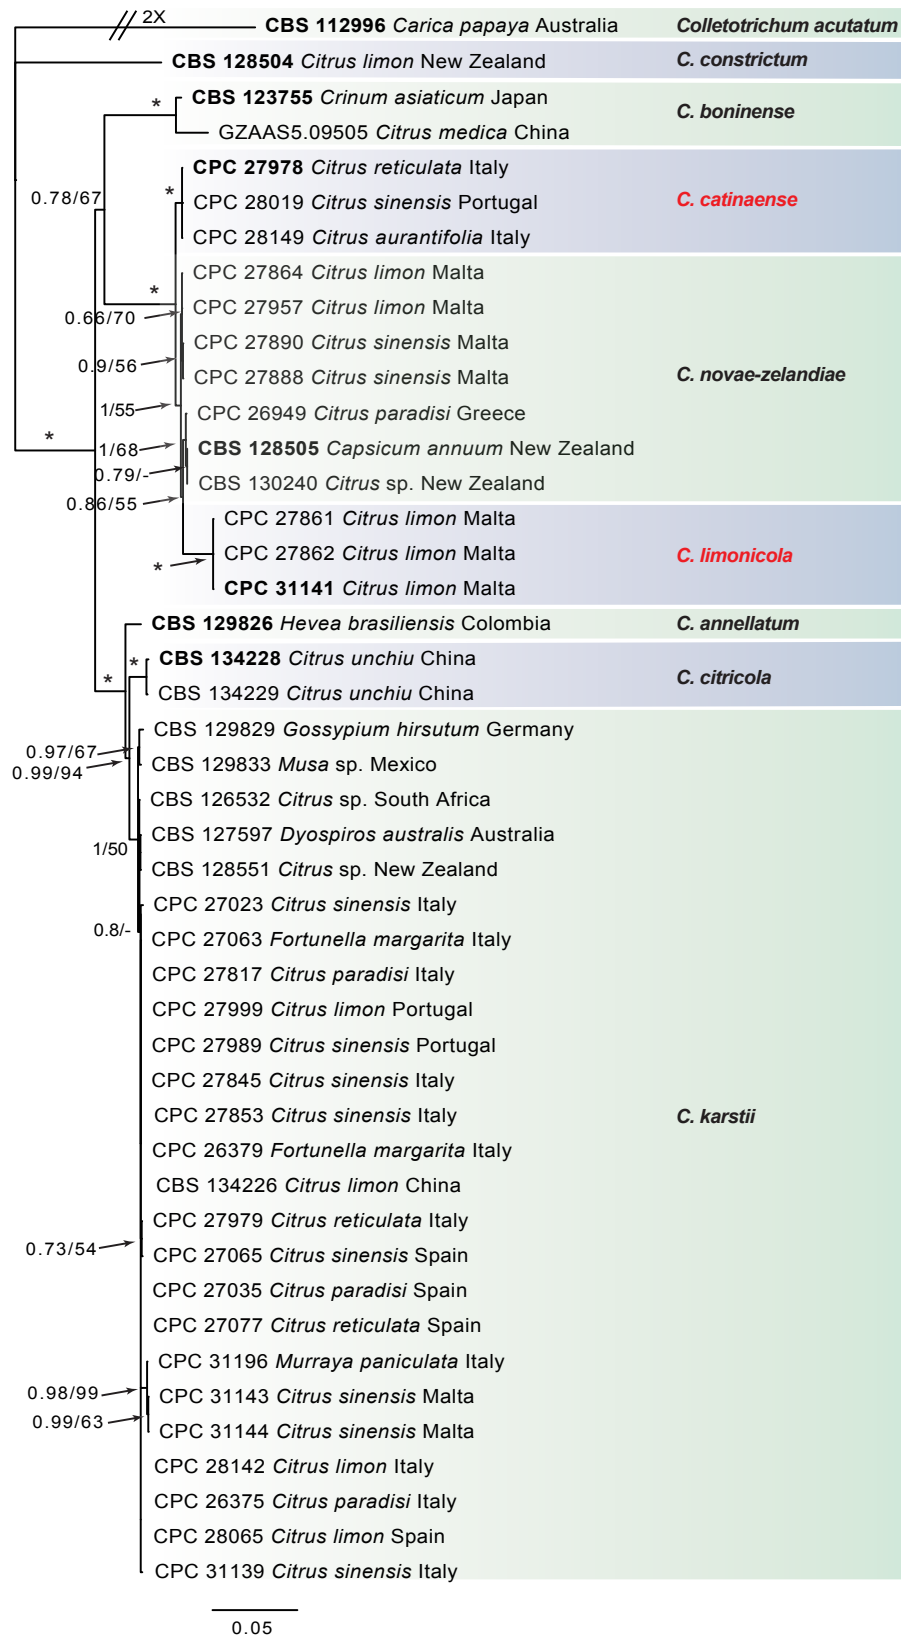 2X
CBS 112996 Carica papaya Australia Colletotrichum acutatum
CBS 128504 Citrus limon New Zealand C. constrictum
* CBS 123755 Crinum asiaticum Japan
C. boninense
GZAAS5.09505 Citrus medica China
CPC 27978 Citrus reticulata Italy
0.78/67 * CPC 28019 Citrus sinensis Portugal C. catinaense
CPC 28149 Citrus aurantifolia Italy
CPC 27864 Citrus limon Malta
*
CPC 27957 Citrus limon Malta
0.66/70
CPC 27890 Citrus sinensis Malta
0.9/56
CPC 27888 Citrus sinensis Malta C. novae-zelandiae
1/55 CPC 26949 Citrus paradisi Greece
*
1/68 CBS 128505 Capsicum annuum New Zealand
0.79/- CBS 130240 Citrus sp. New Zealand
0.86/55
CPC 27861 Citrus limon Malta
CPC 27862 Citrus limon Malta C. limonicola
*
CPC 31141 Citrus limon Malta
CBS 129826 Hevea brasiliensis Colombia C. annellatum
* CBS 134228 Citrus unchiu China
* C. citricola
CBS 134229 Citrus unchiu China
CBS 129829 Gossypium hirsutum Germany
0.97/67
CBS 129833 Musa sp. Mexico
0.99/94
CBS 126532 Citrus sp. South Africa
CBS 127597 Dyospiros australis Australia
1/50
CBS 128551 Citrus sp. New Zealand
CPC 27023 Citrus sinensis Italy
0.8/-
CPC 27063 Fortunella margarita Italy
CPC 27817 Citrus paradisi Italy
CPC 27999 Citrus limon Portugal
CPC 27989 Citrus sinensis Portugal
CPC 27845 Citrus sinensis Italy
CPC 27853 Citrus sinensis Italy C. karstii
CPC 26379 Fortunella margarita Italy
CBS 134226 Citrus limon China
CPC 27979 Citrus reticulata Italy
0.73/54 CPC 27065 Citrus sinensis Spain
CPC 27035 Citrus paradisi Spain
CPC 27077 Citrus reticulata Spain
CPC 31196 Murraya paniculata Italy
0.98/99 CPC 31143 Citrus sinensis Malta
0.99/63 CPC 31144 Citrus sinensis Malta
CPC 28142 Citrus limon Italy
CPC 26375 Citrus paradisi Italy
CPC 28065 Citrus limon Spain
CPC 31139 Citrus sinensis Italy
0.05